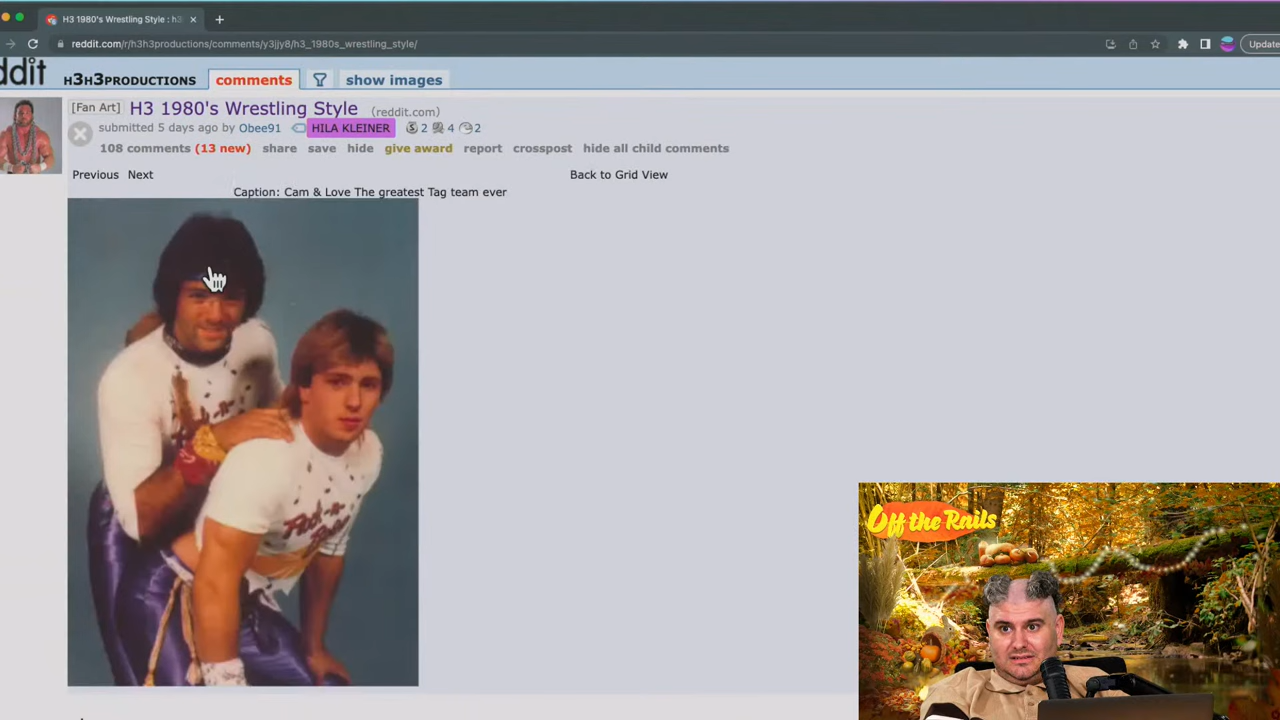 H3 1980's Wrestling Style : h3
reddit.com/r/h3h3productions/comments/y3jjy8/h3_1980s_wrestling_style/
Update
ddit H3H3PRODUCTIONS comments show images
[Fan Art] H3 1980's Wrestling Style (reddit.com)
submitted 5 days ago by Obee91 HILA KLEINER 2 4 2
108 comments (13 new) share save hide give award report crosspost hide all child comments
Previous Next Back to Grid View
Caption: Cam & Love The greatest Tag team ever
Rock-n-
Off the Rails